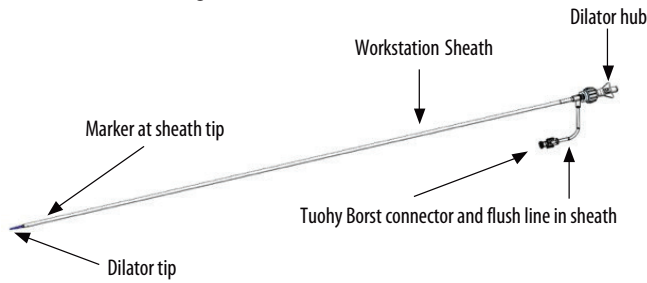 Dilator hub
Workstation Sheath
Marker at sheath tip
Tuohy Borst connector and flush line in sheath
Dilator tip